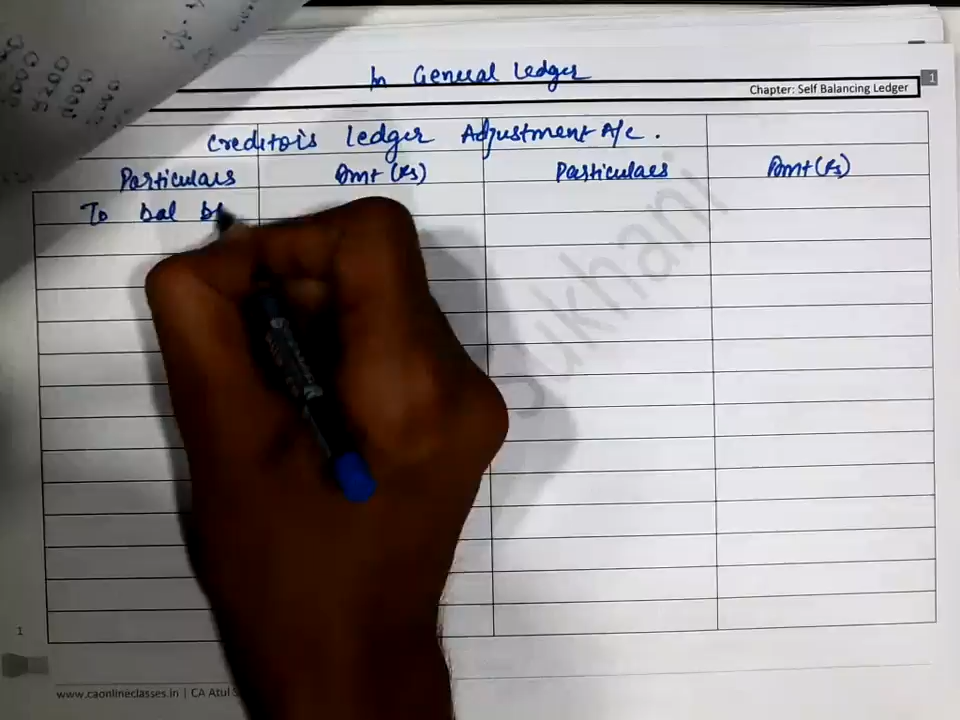 In General Ledger
1
Chapter: Self Balancing Ledger
Creditors ledger Adjustment A/c.
Particulars Amt (Rs) Particulars Amt (Rs)
To bal
Sukhani
1
www.caonlineclasses.in | CA Atul